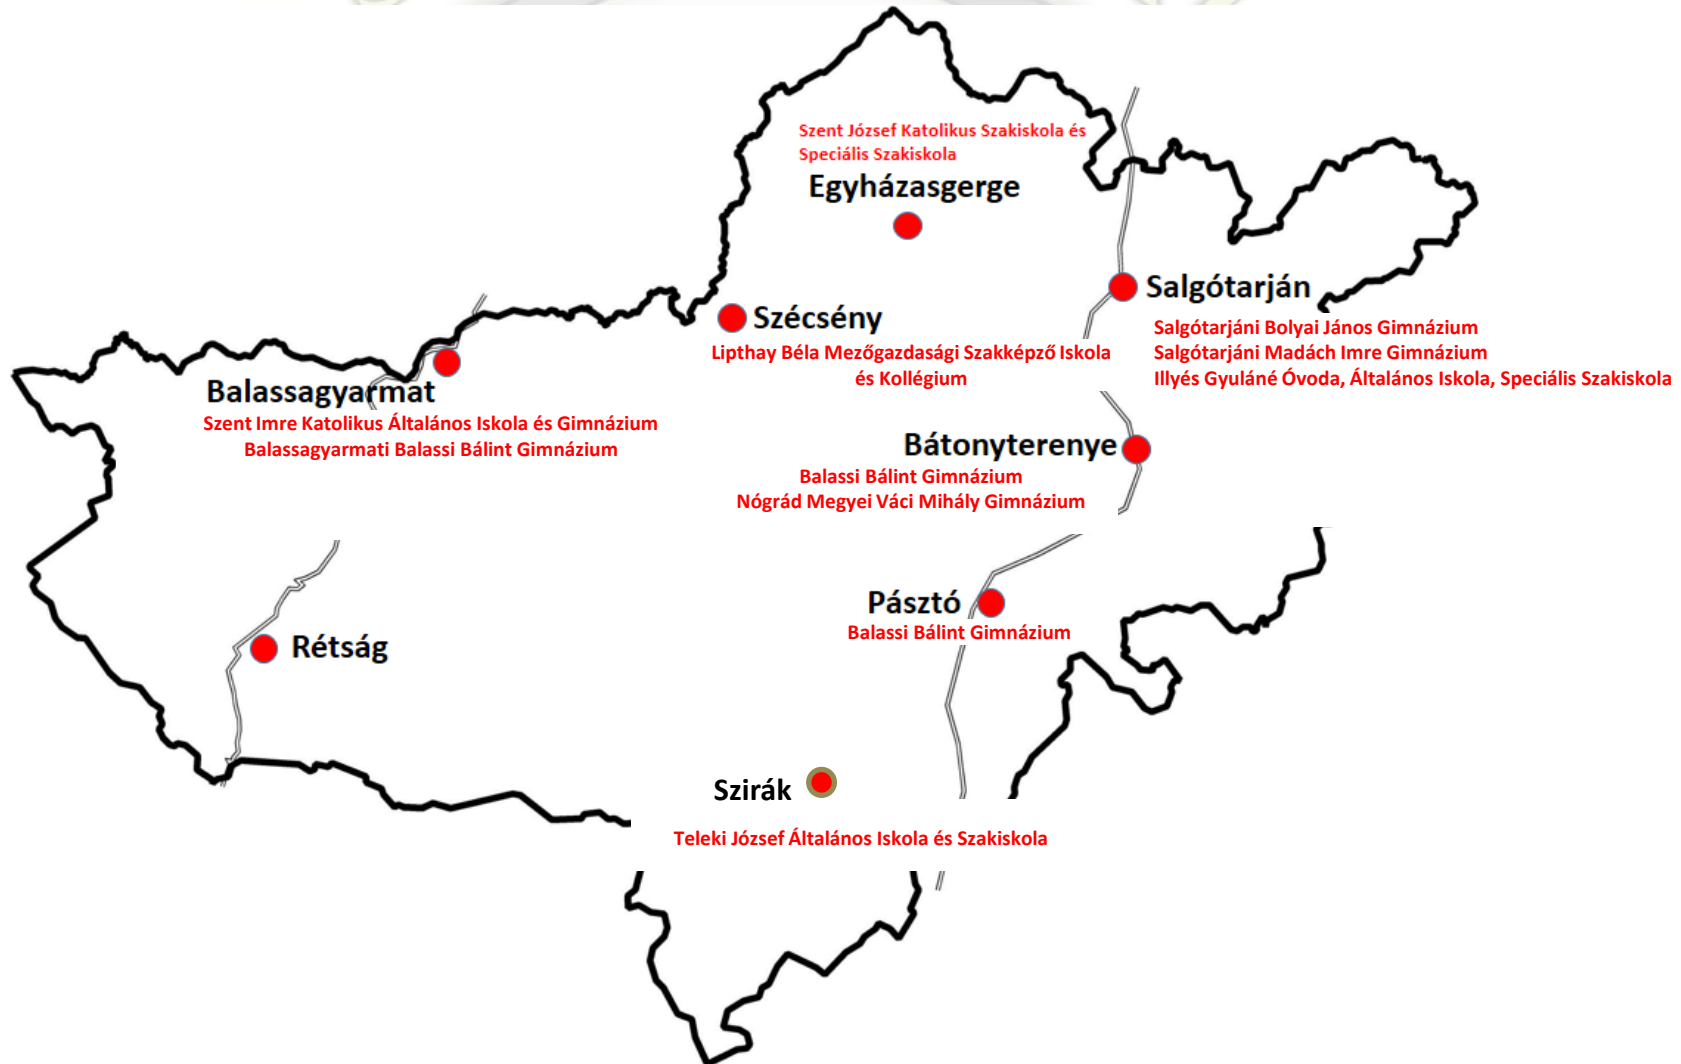 Szent József Katolikus Szakiskola és
Speciális Szakiskola
Egyházasgerge
Salgótarján
Salgótarjáni Bolyai János Gimnázium
Salgótarjáni Madách Imre Gimnázium
Illyés Gyuláné Óvoda, Általános Iskola, Speciális Szakiskola
Szécsény
Lipthay Béla Mezőgazdasági Szakképző Iskola
és Kollégium
Balassagyarmat
Szent Imre Katolikus Általános Iskola és Gimnázium
Balassagyarmati Balassi Bálint Gimnázium
Bátonyterenye
Balassi Bálint Gimnázium
Nógrád Megyei Váci Mihály Gimnázium
Pásztó
Balassi Bálint Gimnázium
Rétság
Szirák
Teleki József Általános Iskola és Szakiskola